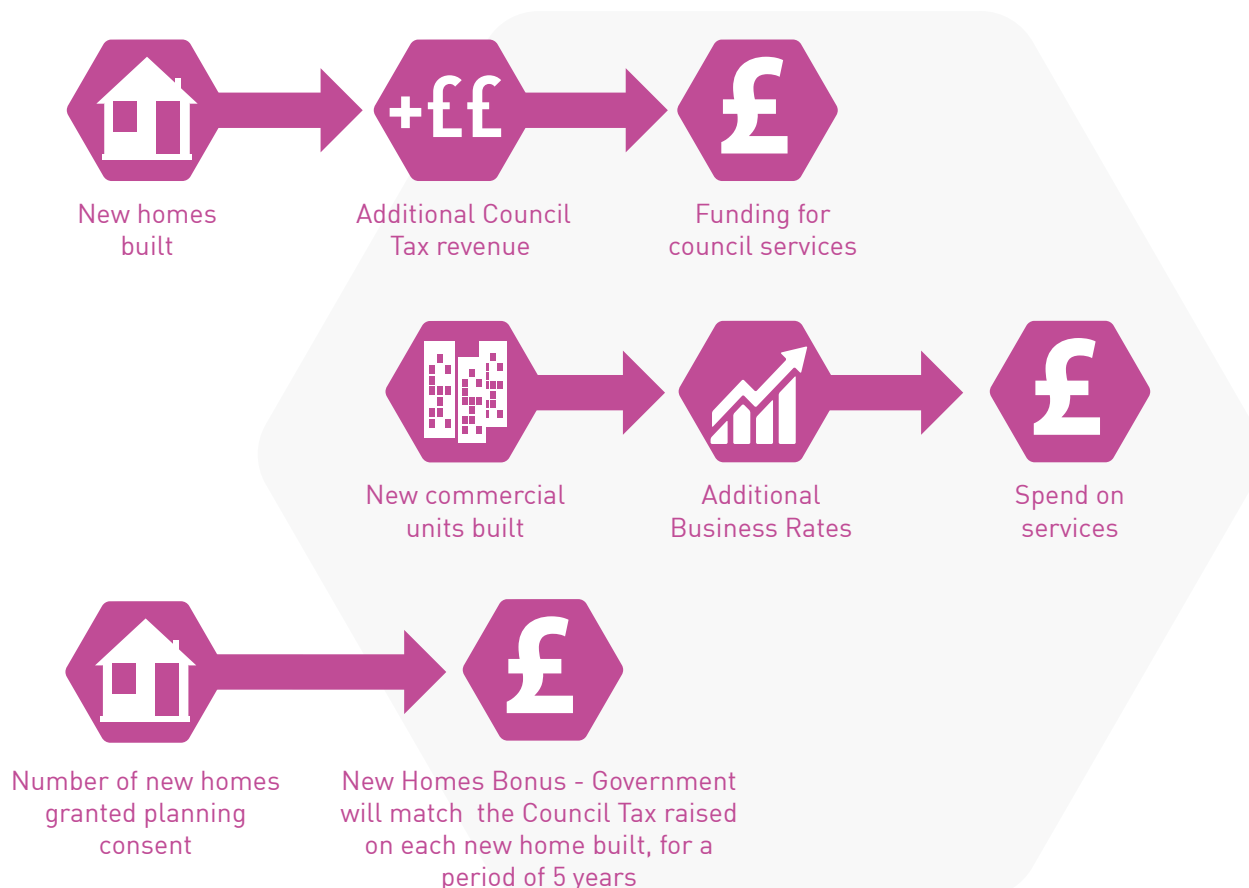 +££
£
New homes
built
Additional Council
Tax revenue
Funding for
council services
£
New commercial
units built
Additional
Business Rates
Spend on
services
£
Number of new homes
granted planning
consent
New Homes Bonus - Government
will match  the Council Tax raised
on each new home built, for a
period of 5 years